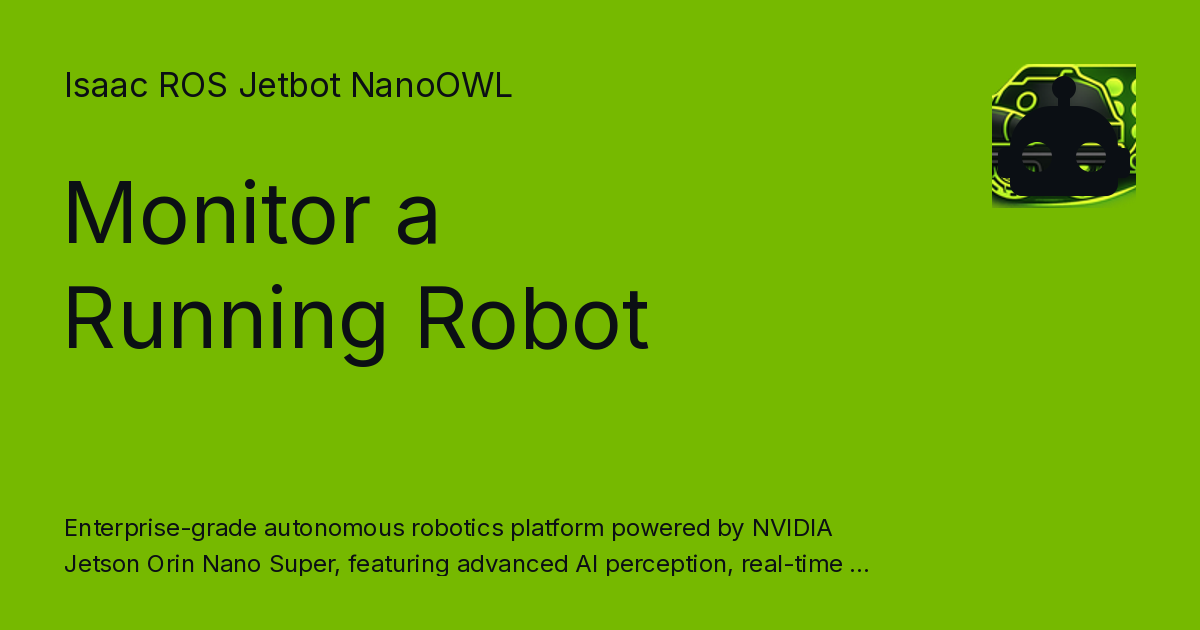 Isaac ROS Jetbot NanoOWL
Monitor a
Running Robot
Enterprise-grade autonomous robotics platform powered by NVIDIA
Jetson Orin Nano Super, featuring advanced AI perception, real-time ...